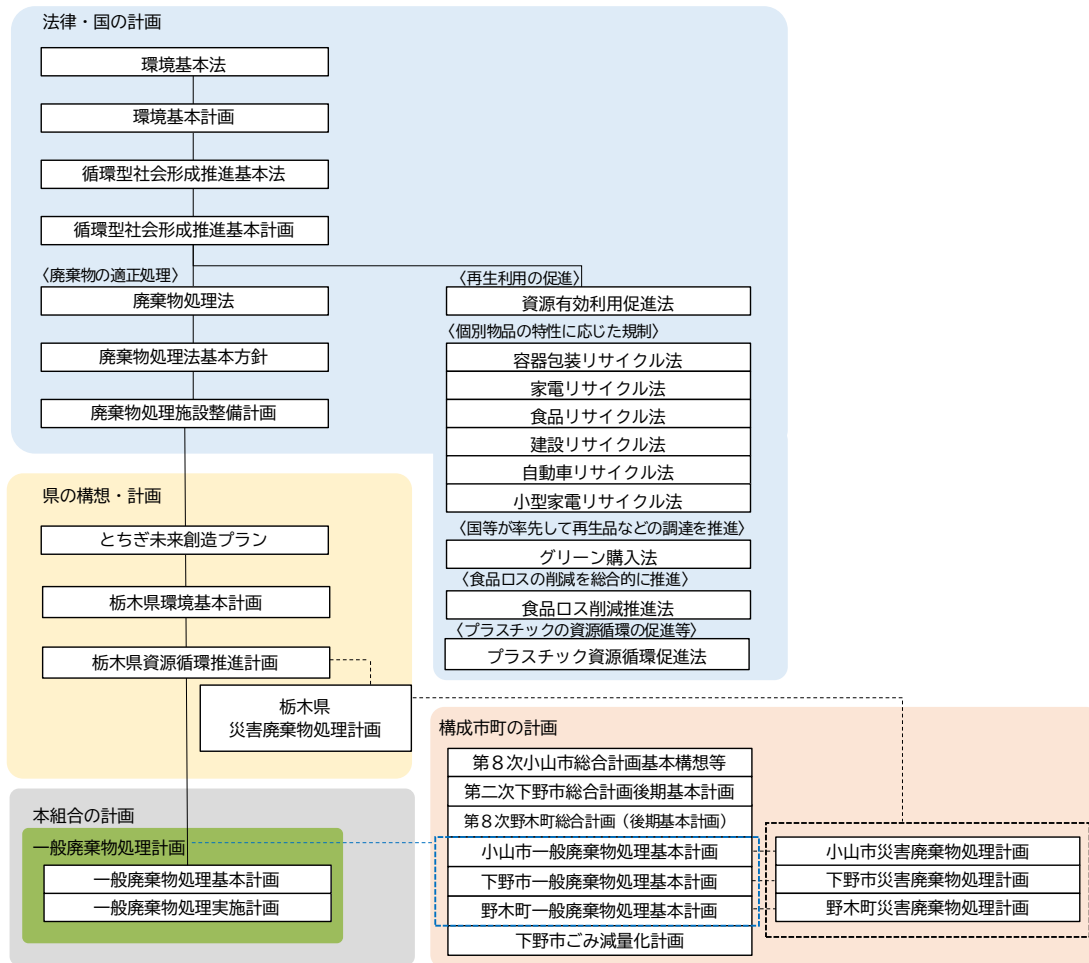 法律・国の計画
環境基本法
環境基本計画
循環型社会形成推進基本法
循環型社会形成推進基本計画
〈廃棄物の適正処理〉
廃棄物処理法
廃棄物処理法基本方針
廃棄物処理施設整備計画
〈再生利用の促進〉
資源有効利用促進法
〈個別物品の特性に応じた規制〉
容器包装リサイクル法
家電リサイクル法
食品リサイクル法
建設リサイクル法
自動車リサイクル法
小型家電リサイクル法
〈国等が率先して再生品などの調達を推進〉
グリーン購入法
〈食品ロスの削減を総合的に推進〉
食品ロス削減推進法
〈プラスチックの資源循環の促進等〉
プラスチック資源循環促進法
県の構想・計画
とちぎ未来創造プラン
栃木県環境基本計画
栃木県資源循環推進計画
栃木県
災害廃棄物処理計画
本組合の計画
一般廃棄物処理計画
一般廃棄物処理基本計画
一般廃棄物処理実施計画
構成市町の計画
第8次小山市総合計画基本構想等
第二次下野市総合計画後期基本計画
第8次野木町総合計画(後期基本計画)
小山市一般廃棄物処理基本計画
下野市一般廃棄物処理基本計画
野木町一般廃棄物処理基本計画
下野市ごみ減量化計画
小山市災害廃棄物処理計画
下野市災害廃棄物処理計画
野木町災害廃棄物処理計画